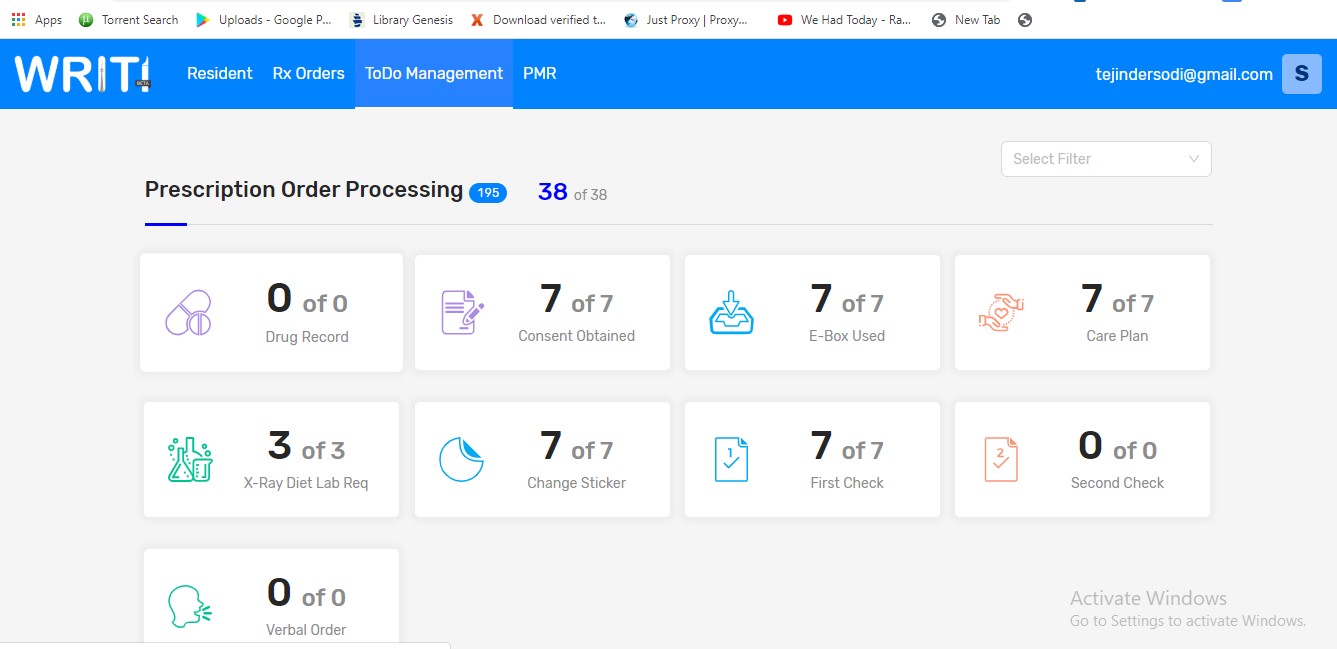 Apps Torrent Search Uploads - Google P... Library Genesis Download verified t... Just Proxy | Proxy... We Had Today - Ra... New Tab
WRITI BETA Resident Rx Orders ToDo Management PMR tejindersodi@gmail.com S
Select Filter
Prescription Order Processing 195 38 of 38
0 of 0
Drug Record
7 of 7
Consent Obtained
7 of 7
E-Box Used
7 of 7
Care Plan
3 of 3
X-Ray Diet Lab Req
7 of 7
Change Sticker
1
7 of 7
First Check
2
0 of 0
Second Check
0 of 0
Verbal Order
Activate Windows
Go to Settings to activate Windows.